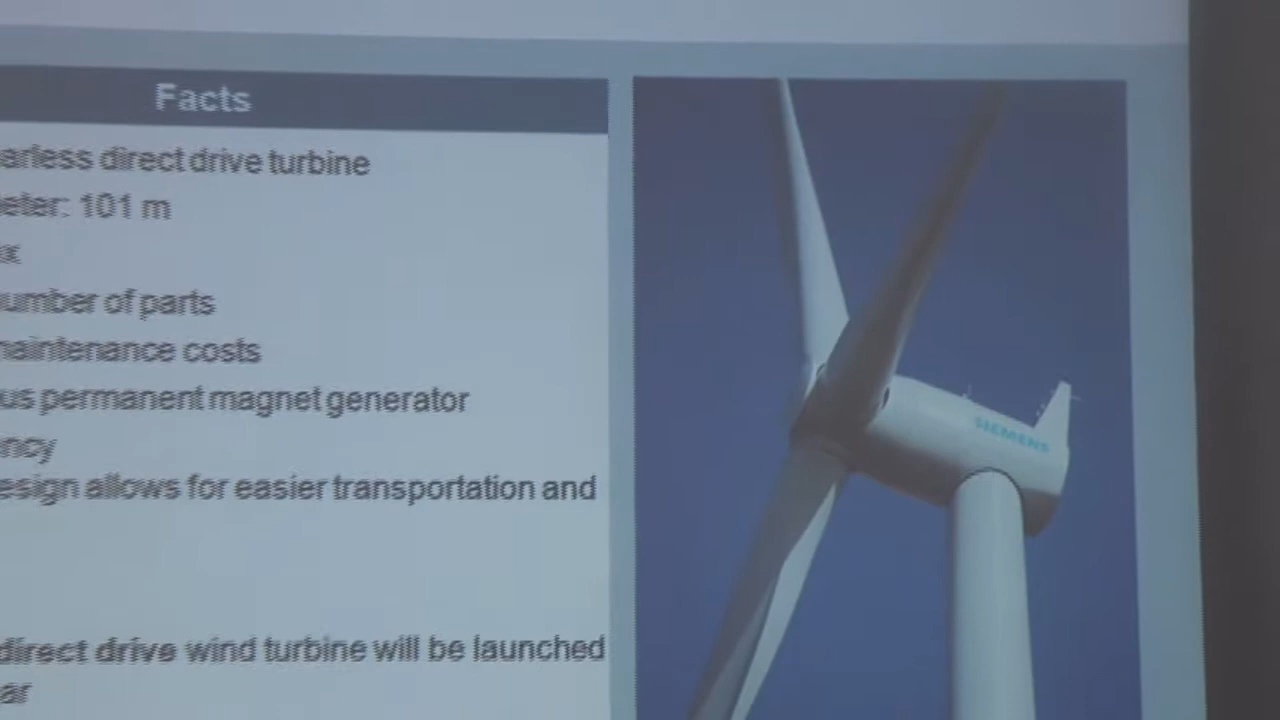 Facts
arless direct drive turbine
eter: 101 m
umber of parts
maintenance costs
us permanent magnet generator
ncy
esign allows for easier transportation and
direct drive wind turbine will be launched
ar
SIEMENS